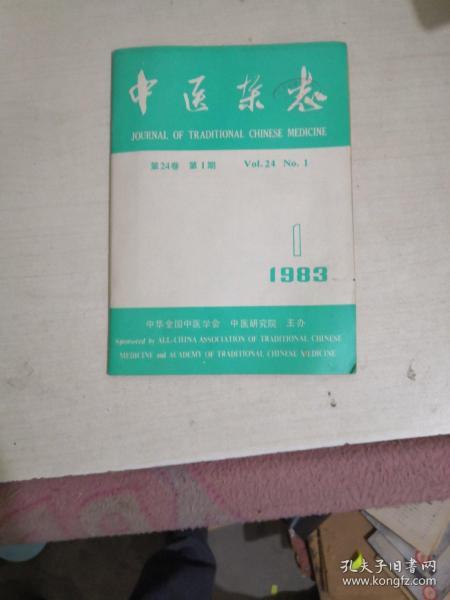 中医杂志
JOURNAL OF TRADITIONAL CHINESE MEDICINE
第24卷 第1期 Vol.24 No.1
1
1983
中华全国中医学会 中医研究院 主办
Sponsored by ALL-CHINA ASSOCIATION OF TRADITIONAL CHINESE
MEDICINE and ACADEMY OF TRADITIONAL CHINESE MEDICINE
孔夫子旧书网
www.kongfz.com